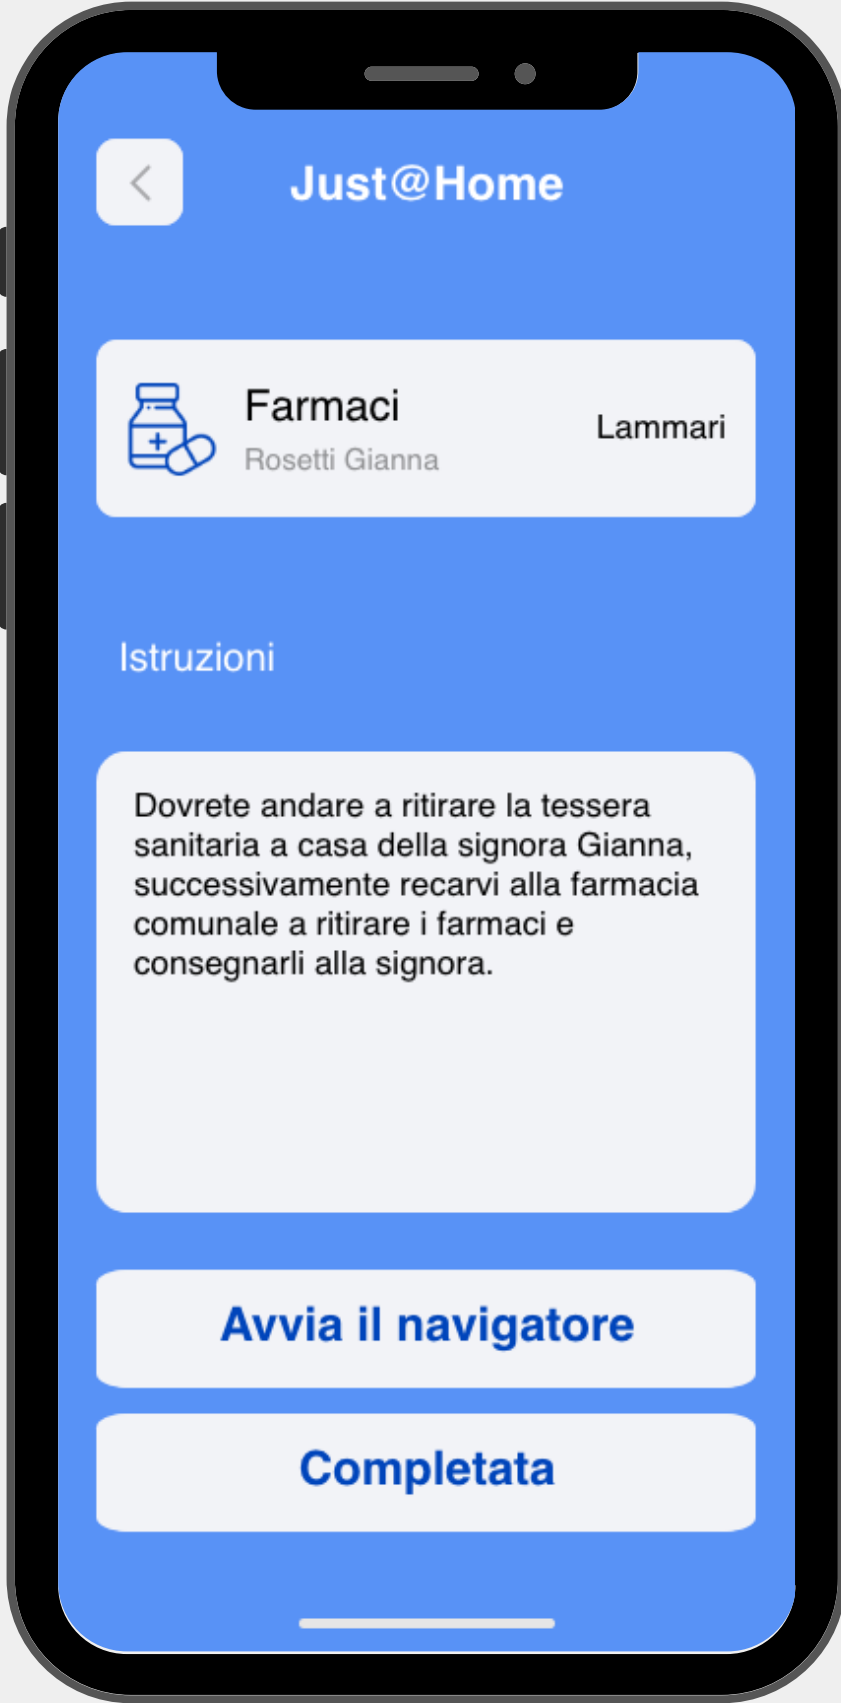 Just@Home
Farmaci
Rosetti Gianna
Lammari
Istruzioni
Dovrete andare a ritirare la tessera
sanitaria a casa della signora Gianna,
successivamente recarvi alla farmacia
comunale a ritirare i farmaci e
consegnarli alla signora.
Avvia il navigatore
Completata